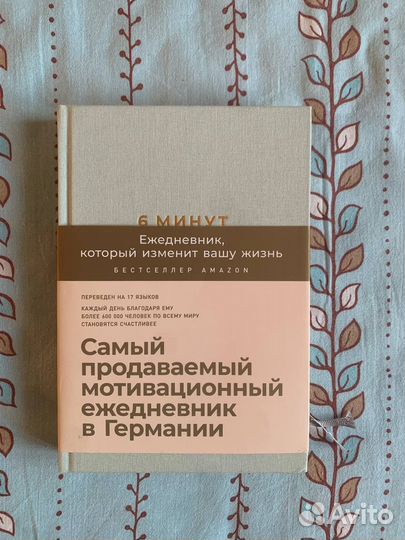 6 МИНУТ
Ежедневник,
который изменит вашу жизнь
БЕСТСЕЛЛЕР AMAZON
ПЕРЕВЕДЕН НА 17 ЯЗЫКОВ
КАЖДЫЙ ДЕНЬ БЛАГОДАРЯ ЕМУ
БОЛЕЕ 600 000 ЧЕЛОВЕК ПО ВСЕМУ МИРУ
СТАНОВЯТСЯ СЧАСТЛИВЕЕ
Самый
продаваемый
мотивационный
ежедневник
в Германии
Avito